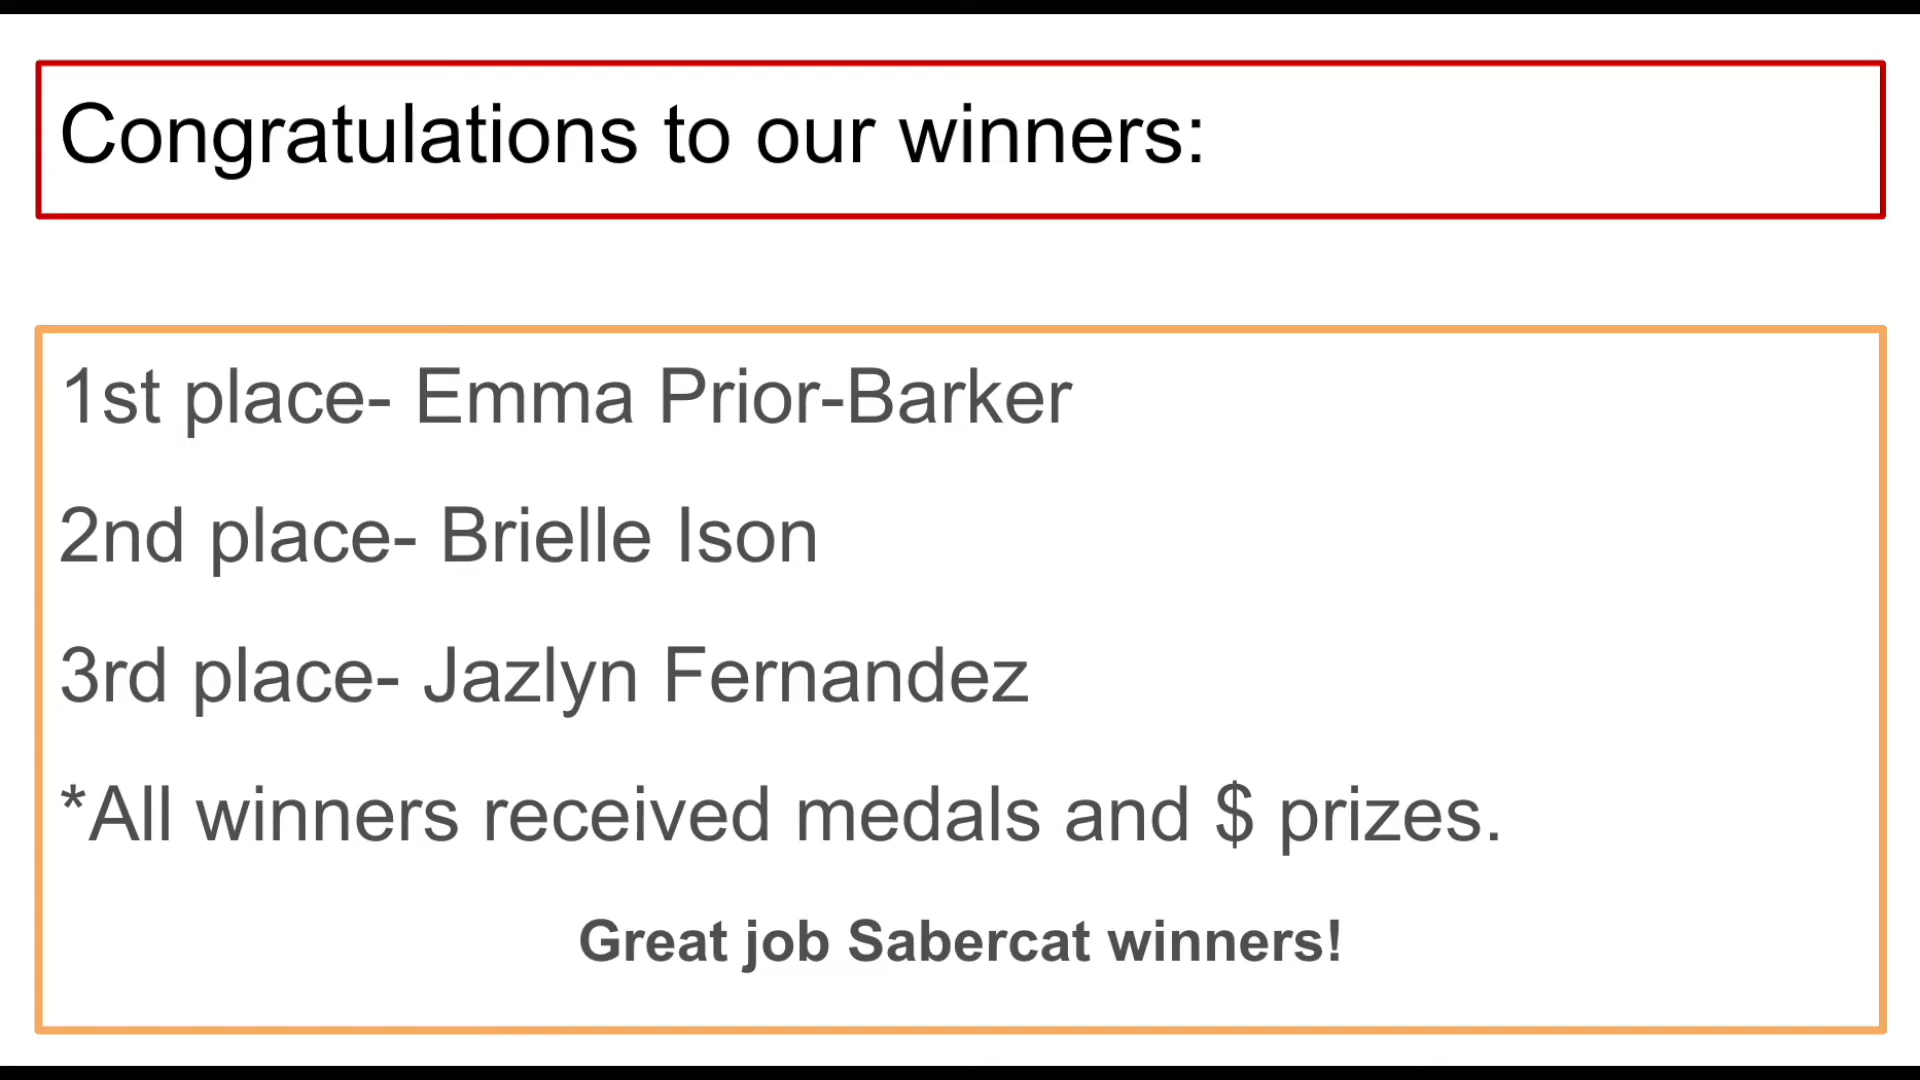 Congratulations to our winners:
1st place- Emma Prior-Barker
2nd place- Brielle Ison
3rd place- Jazlyn Fernandez
*All winners received medals and $ prizes.
Great job Sabercat winners!